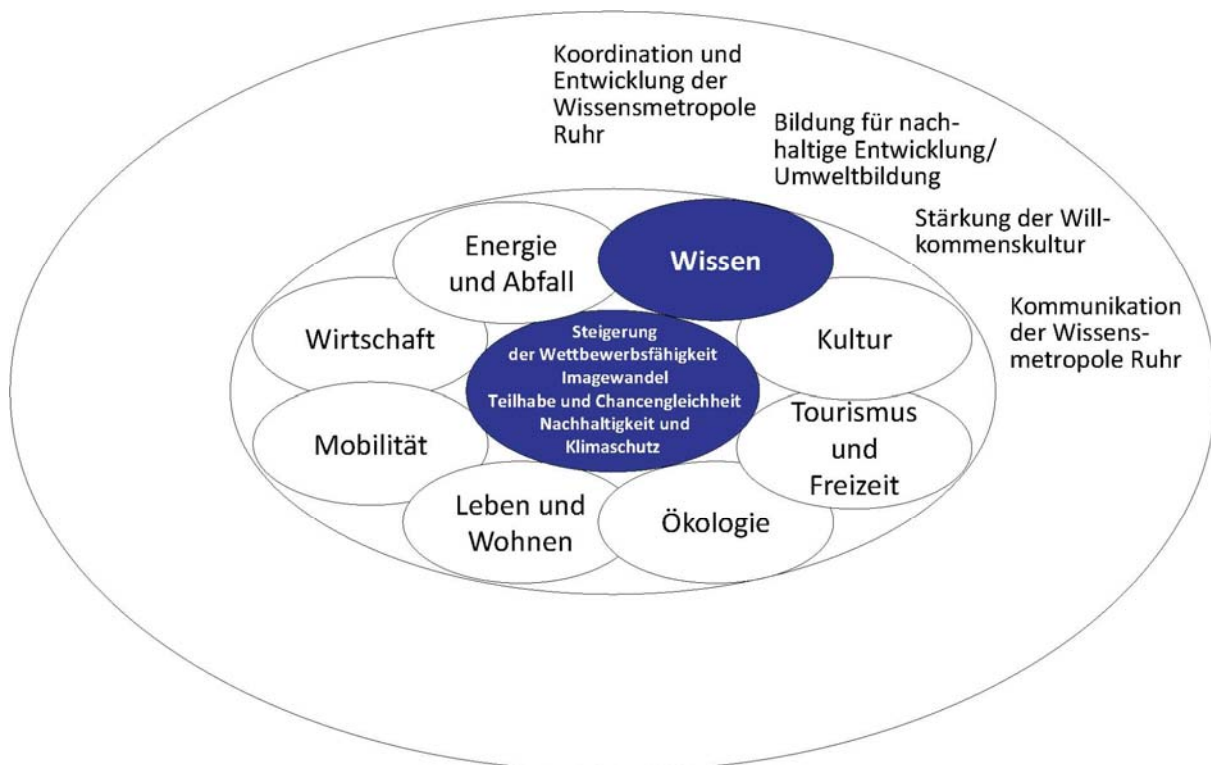 Koordination und
Entwicklung der
Wissensmetropole
Ruhr
Bildung für nach-
haltige Entwicklung/
Umweltbildung
Stärkung der Will-
kommenskultur
Kommunikation
der Wissens-
metropole Ruhr
Energie
und Abfall
Wissen
Wirtschaft
Kultur
Steigerung
der Wettbewerbsfähigkeit
Imagewandel
Teilhabe und Chancengleichheit
Nachhaltigkeit und
Klimaschutz
Mobilität
Tourismus
und
Freizeit
Leben und
Wohnen
Ökologie